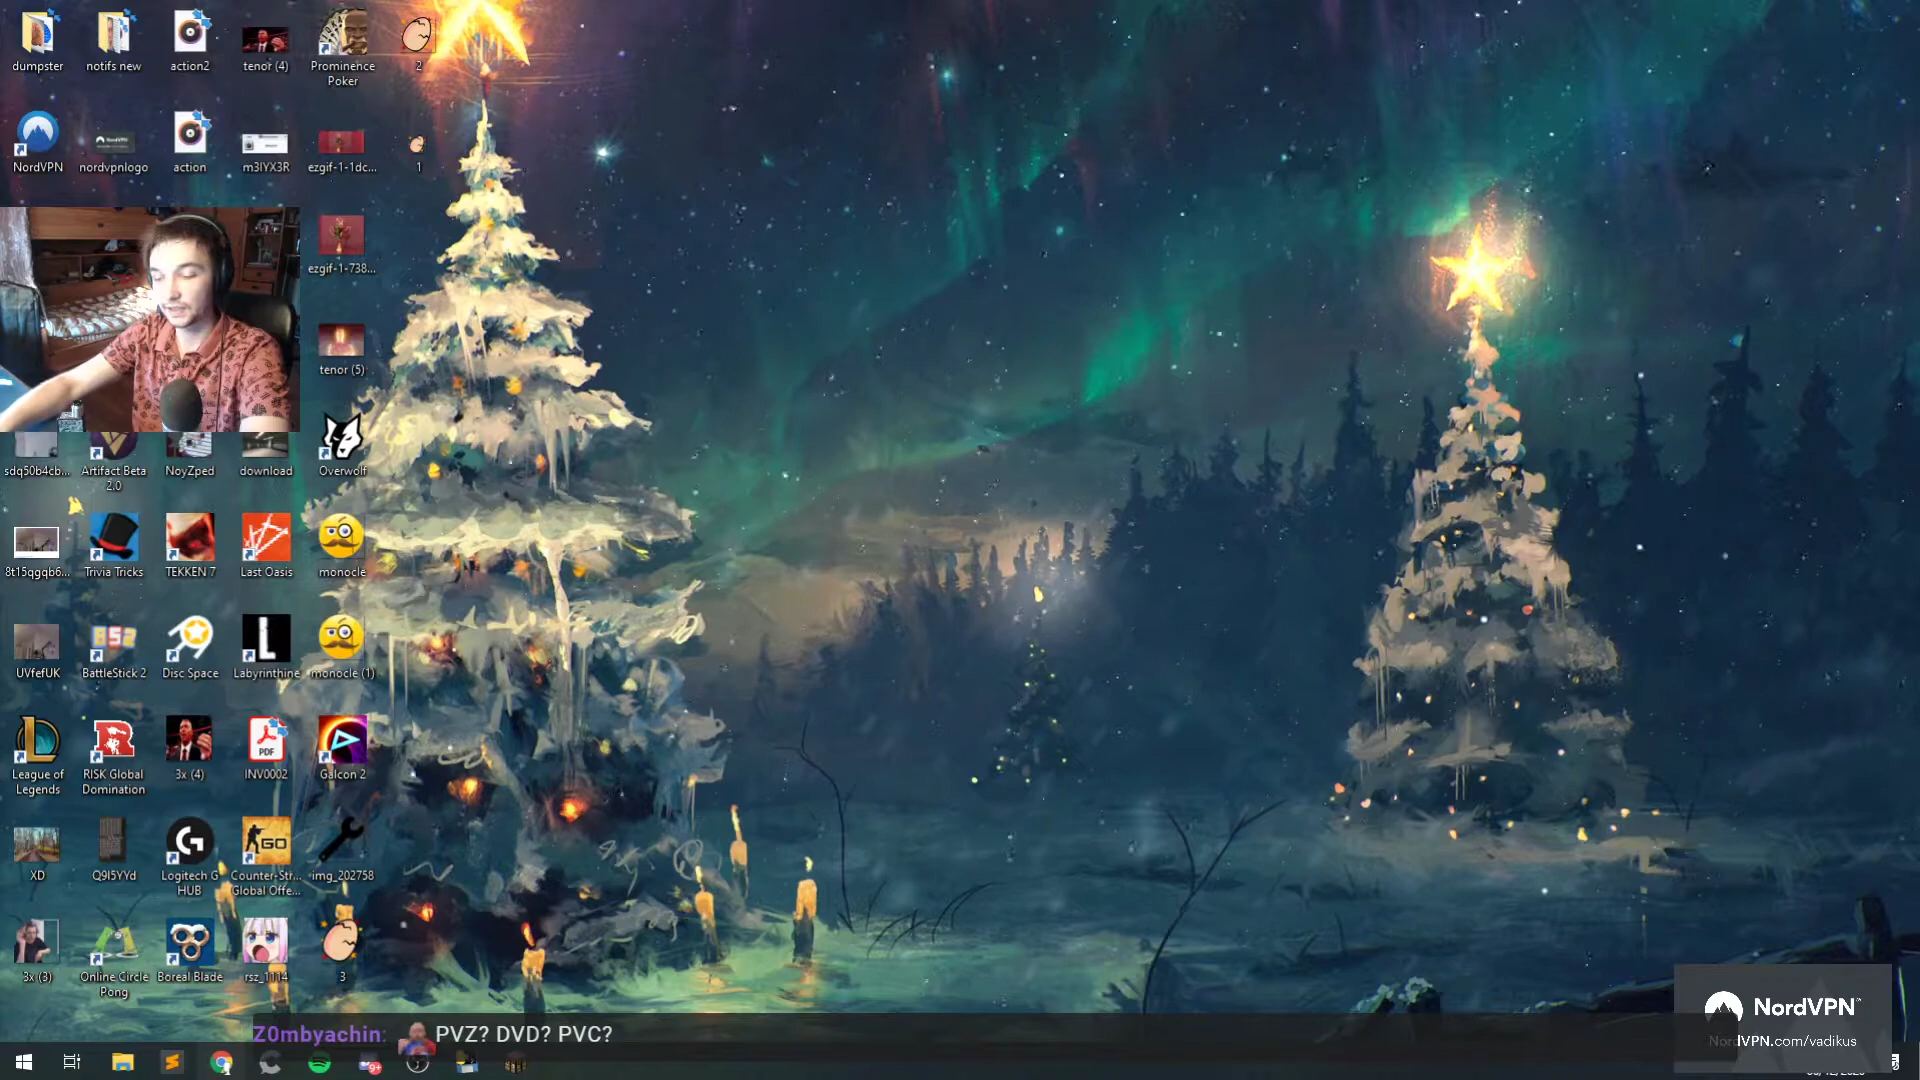 dumpster
notifs new
action2
tenor (4)
Prominence
Poker
2
NordVPN
nordvpnlogo
action
m3IYX3R
ezgif-1-1dc...
1
ezgif-1-738...
tenor (5)
sdq50b4cb...
Artifact Beta
2.0
NoyZped
download
Overwolf
8t15qgqb6...
Trivia Tricks
TEKKEN 7
Last Oasis
monocle
UVfefUK
BattleStick 2
Disc Space
Labyrinthine
monocle (1)
League of
Legends
RISK Global
Domination
3x (4)
PDF
INV0002
Galcon 2
XD
Q9I5YYd
Logitech G
HUB
GO
Counter-Str...
Global Offe...
img_202758
3x (3)
Online Circle
Pong
Boreal Blade
rsz_1114
3
Z0mbyachin: PVZ? DVD? PVC?
NordVPN
NordVPN.com/vadikus